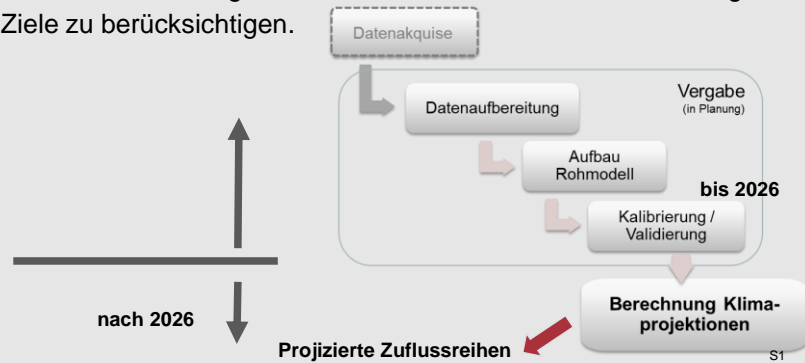 Ziele zu berücksichtigen.
Datenakquise
Vergabe
(in Planung)
Datenaufbereitung
Aufbau
Rohmodell
bis 2026
Kalibrierung /
Validierung
Berechnung Klima-
projektionen
nach 2026
Projizierte Zuflussreihen
S1